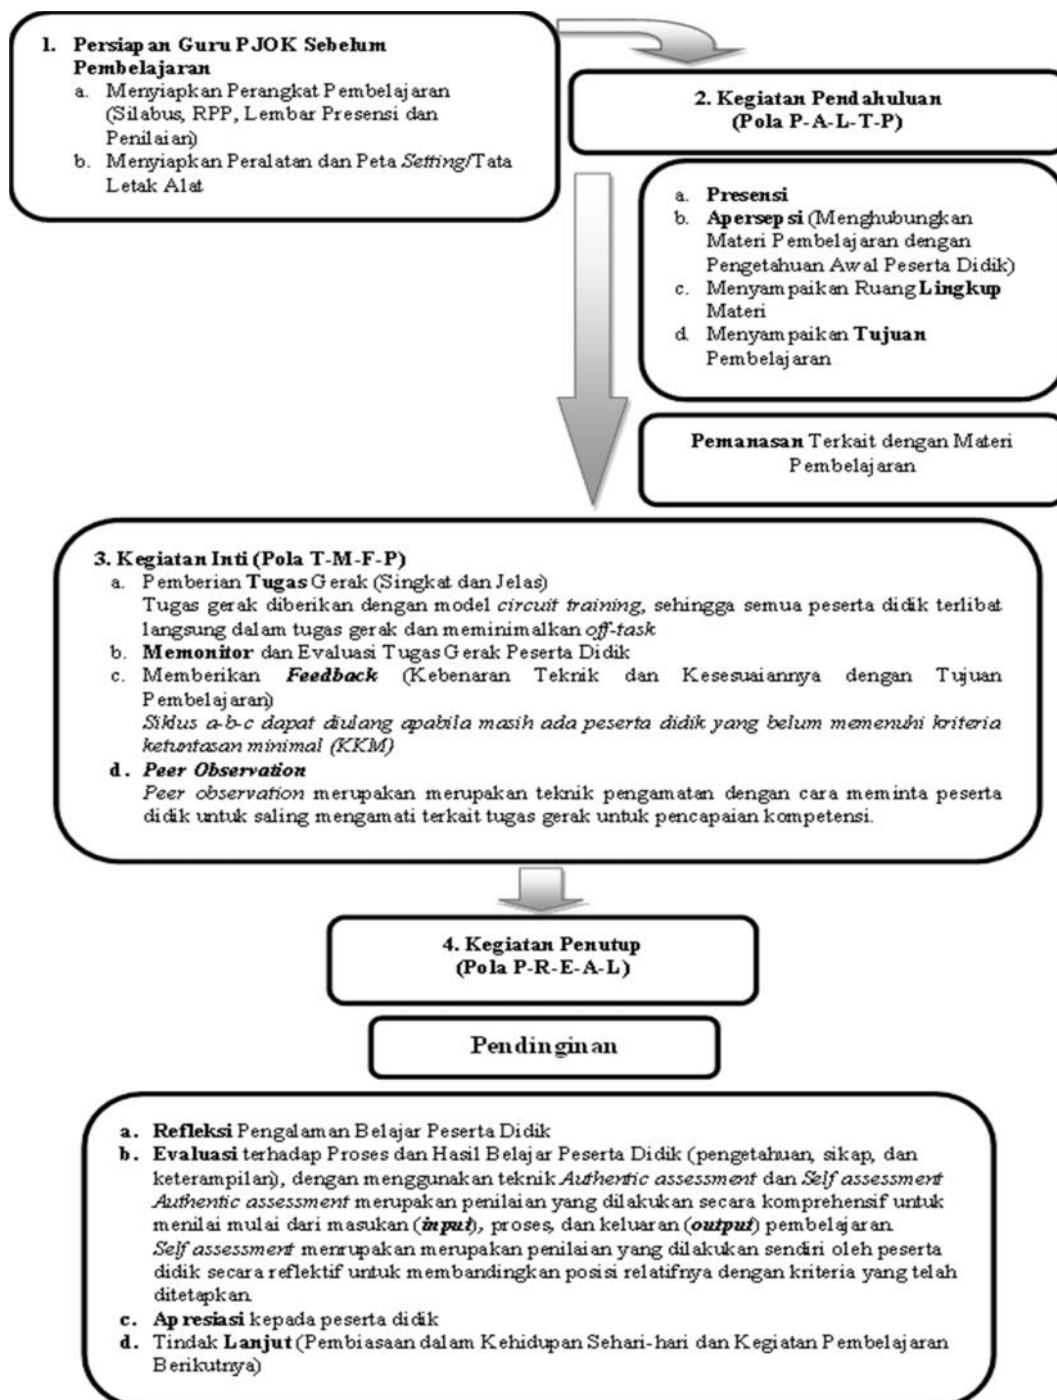 1. Persiapan Guru PJOK Sebelum
Pembelajaran
a. Menyiapkan Perangkat Pembelajaran
(Silabus, RPP, Lembar Presensi dan
Penilaian)
b. Menyiapkan Peralatan dan Peta Setting/Tata
Letak Alat
2. Kegiatan Pendahuluan
(Pola P-A-L-T-P)
a. Presensi
b. Apersepsi (Menghubungkan
Materi Pembelajaran dengan
Pengetahuan Awal Peserta Didik)
c. Menyampaikan Ruang Lingkup
Materi
d. Menyampaikan Tujuan
Pembelajaran
Pemanasan Terkait dengan Materi
Pembelajaran
3. Kegiatan Inti (Pola T-M-F-P)
a. Pemberian Tugas Gerak (Singkat dan Jelas)
Tugas gerak diberikan dengan model circuit training, sehingga semua peserta didik terlibat
langsung dalam tugas gerak dan meminimalkan off-task
b. Memonitor dan Evaluasi Tugas Gerak Peserta Didik
c. Memberikan Feedback (Kebenaran Teknik dan Kesesuaiannya dengan Tujuan
Pembelajaran)
Siklus a-b-c dapat diulang apabila masih ada peserta didik yang belum memenuhi kriteria
ketuntasan minimal (KKM)
d. Peer Observation
Peer observation merupakan merupakan teknik pengamatan dengan cara meminta peserta
didik untuk saling mengamati terkait tugas gerak untuk pencapaian kompetensi.
4. Kegiatan Penutup
(Pola P-R-E-A-L)
Pendinginan
a. Refleksi Pengalaman Belajar Peserta Didik
b. Evaluasi terhadap Proses dan Hasil Belajar Peserta Didik (pengetahuan, sikap, dan
keterampilan), dengan menggunakan teknik Authentic assessment dan Self assessment
Authentic assessment merupakan penilaian yang dilakukan secara komprehensif untuk
menilai mulai dari masukan (input), proses, dan keluaran (output) pembelajaran.
Self assessment menrupakan merupakan penilaian yang dilakukan sendiri oleh peserta
didik secara reflektif untuk membandingkan posisi relatifnya dengan kriteria yang telah
ditetapkan.
c. Apresiasi kepada peserta didik
d. Tindak Lanjut (Pembiasaan dalam Kehidupan Sehari-hari dan Kegiatan Pembelajaran
Berikutnya)